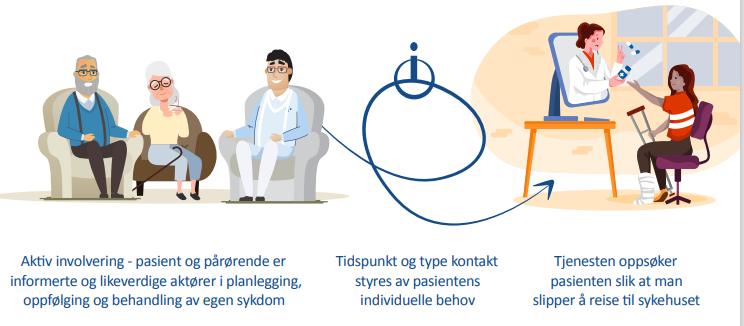 Aktiv involvering - pasient og pårørende er
informerte og likeverdige aktører i planlegging,
oppfølging og behandling av egen sykdom
Tidspunkt og type kontakt
styres av pasientens
individuelle behov
Tjenesten oppsøker
pasienten slik at man
slipper å reise til sykehuset